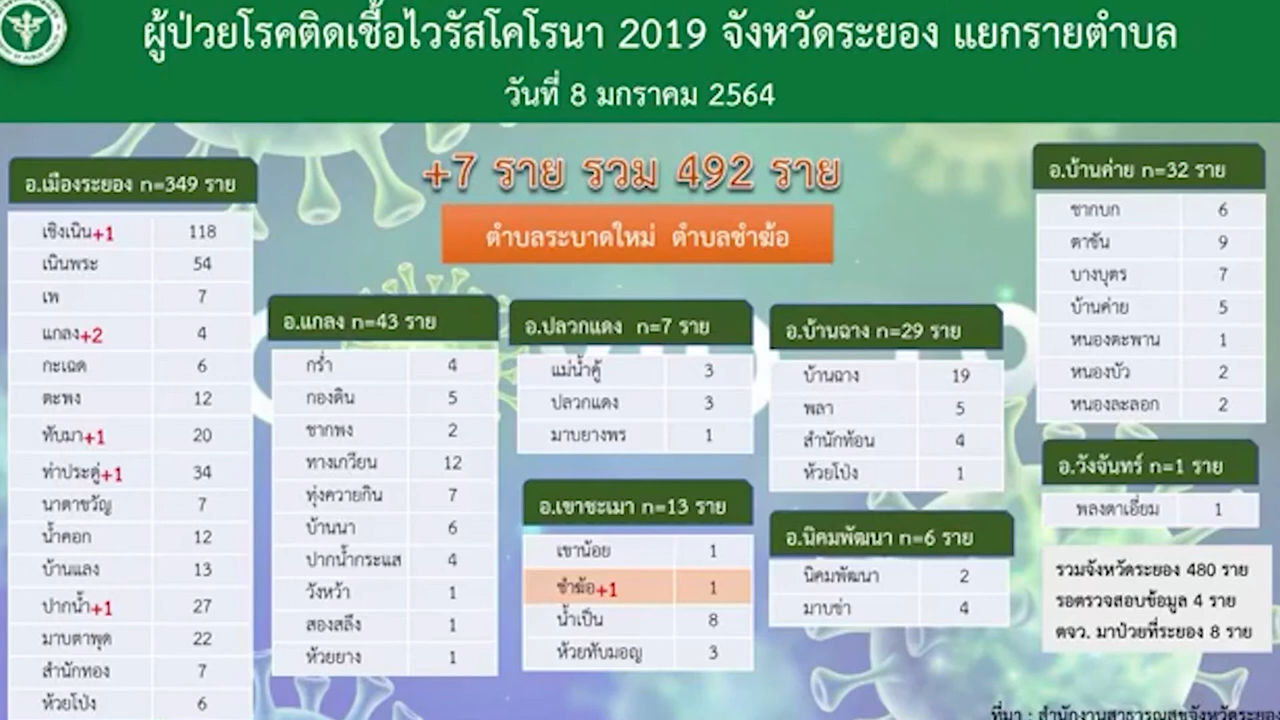 ผู้ป่วยโรคติดเชื้อไวรัสโคโรนา 2019 จังหวัดระยอง แยกรายตำบล
วันที่ 8 มกราคม 2564
+7 ราย รวม 492 ราย
ตำบลระบาดใหม่ ตำบลชำฆ้อ
อ.เมืองระยอง n=349 ราย
เชิงเนิน+1 118
เนินพระ 54
เพ 7
แกลง+2 4
กะเฉด 6
ตะพง 12
ทับมา+1 20
ท่าประดู่+1 34
นาตาขวัญ 7
น้ำคอก 12
บ้านแลง 13
ปากน้ำ+1 27
มาบตาพุด 22
สำนักทอง 7
ห้วยโป่ง 6
อ.แกลง n=43 ราย
กร่ำ 4
กองดิน 5
ชากพง 2
ทางเกวียน 12
ทุ่งควายกิน 7
บ้านนา 6
ปากน้ำกระแส 4
วังหว้า 1
สองสลึง 1
ห้วยยาง 1
อ.ปลวกแดง n=7 ราย
แม่น้ำคู้ 3
ปลวกแดง 3
มาบยางพร 1
อ.เขาชะเมา n=13 ราย
เขาน้อย 1
ชำฆ้อ+1 1
น้ำเป็น 8
ห้วยทับมอญ 3
อ.บ้านฉาง n=29 ราย
บ้านฉาง 19
พลา 5
สำนักท้อน 4
ห้วยโป่ง 1
อ.นิคมพัฒนา n=6 ราย
นิคมพัฒนา 2
มาบข่า 4
อ.บ้านค่าย n=32 ราย
ชากบก 6
ตาขัน 9
บางบุตร 7
บ้านค่าย 5
หนองตะพาน 1
หนองบัว 2
หนองละลอก 2
อ.วังจันทร์ n=1 ราย
พลงตาเอี่ยม 1
รวมจังหวัดระยอง 480 ราย
รอตรวจสอบข้อมูล 4 ราย
ตจว. มาป่วยที่ระยอง 8 ราย
ที่มา : สำนักงานสาธารณสุขจังหวัดระยอง